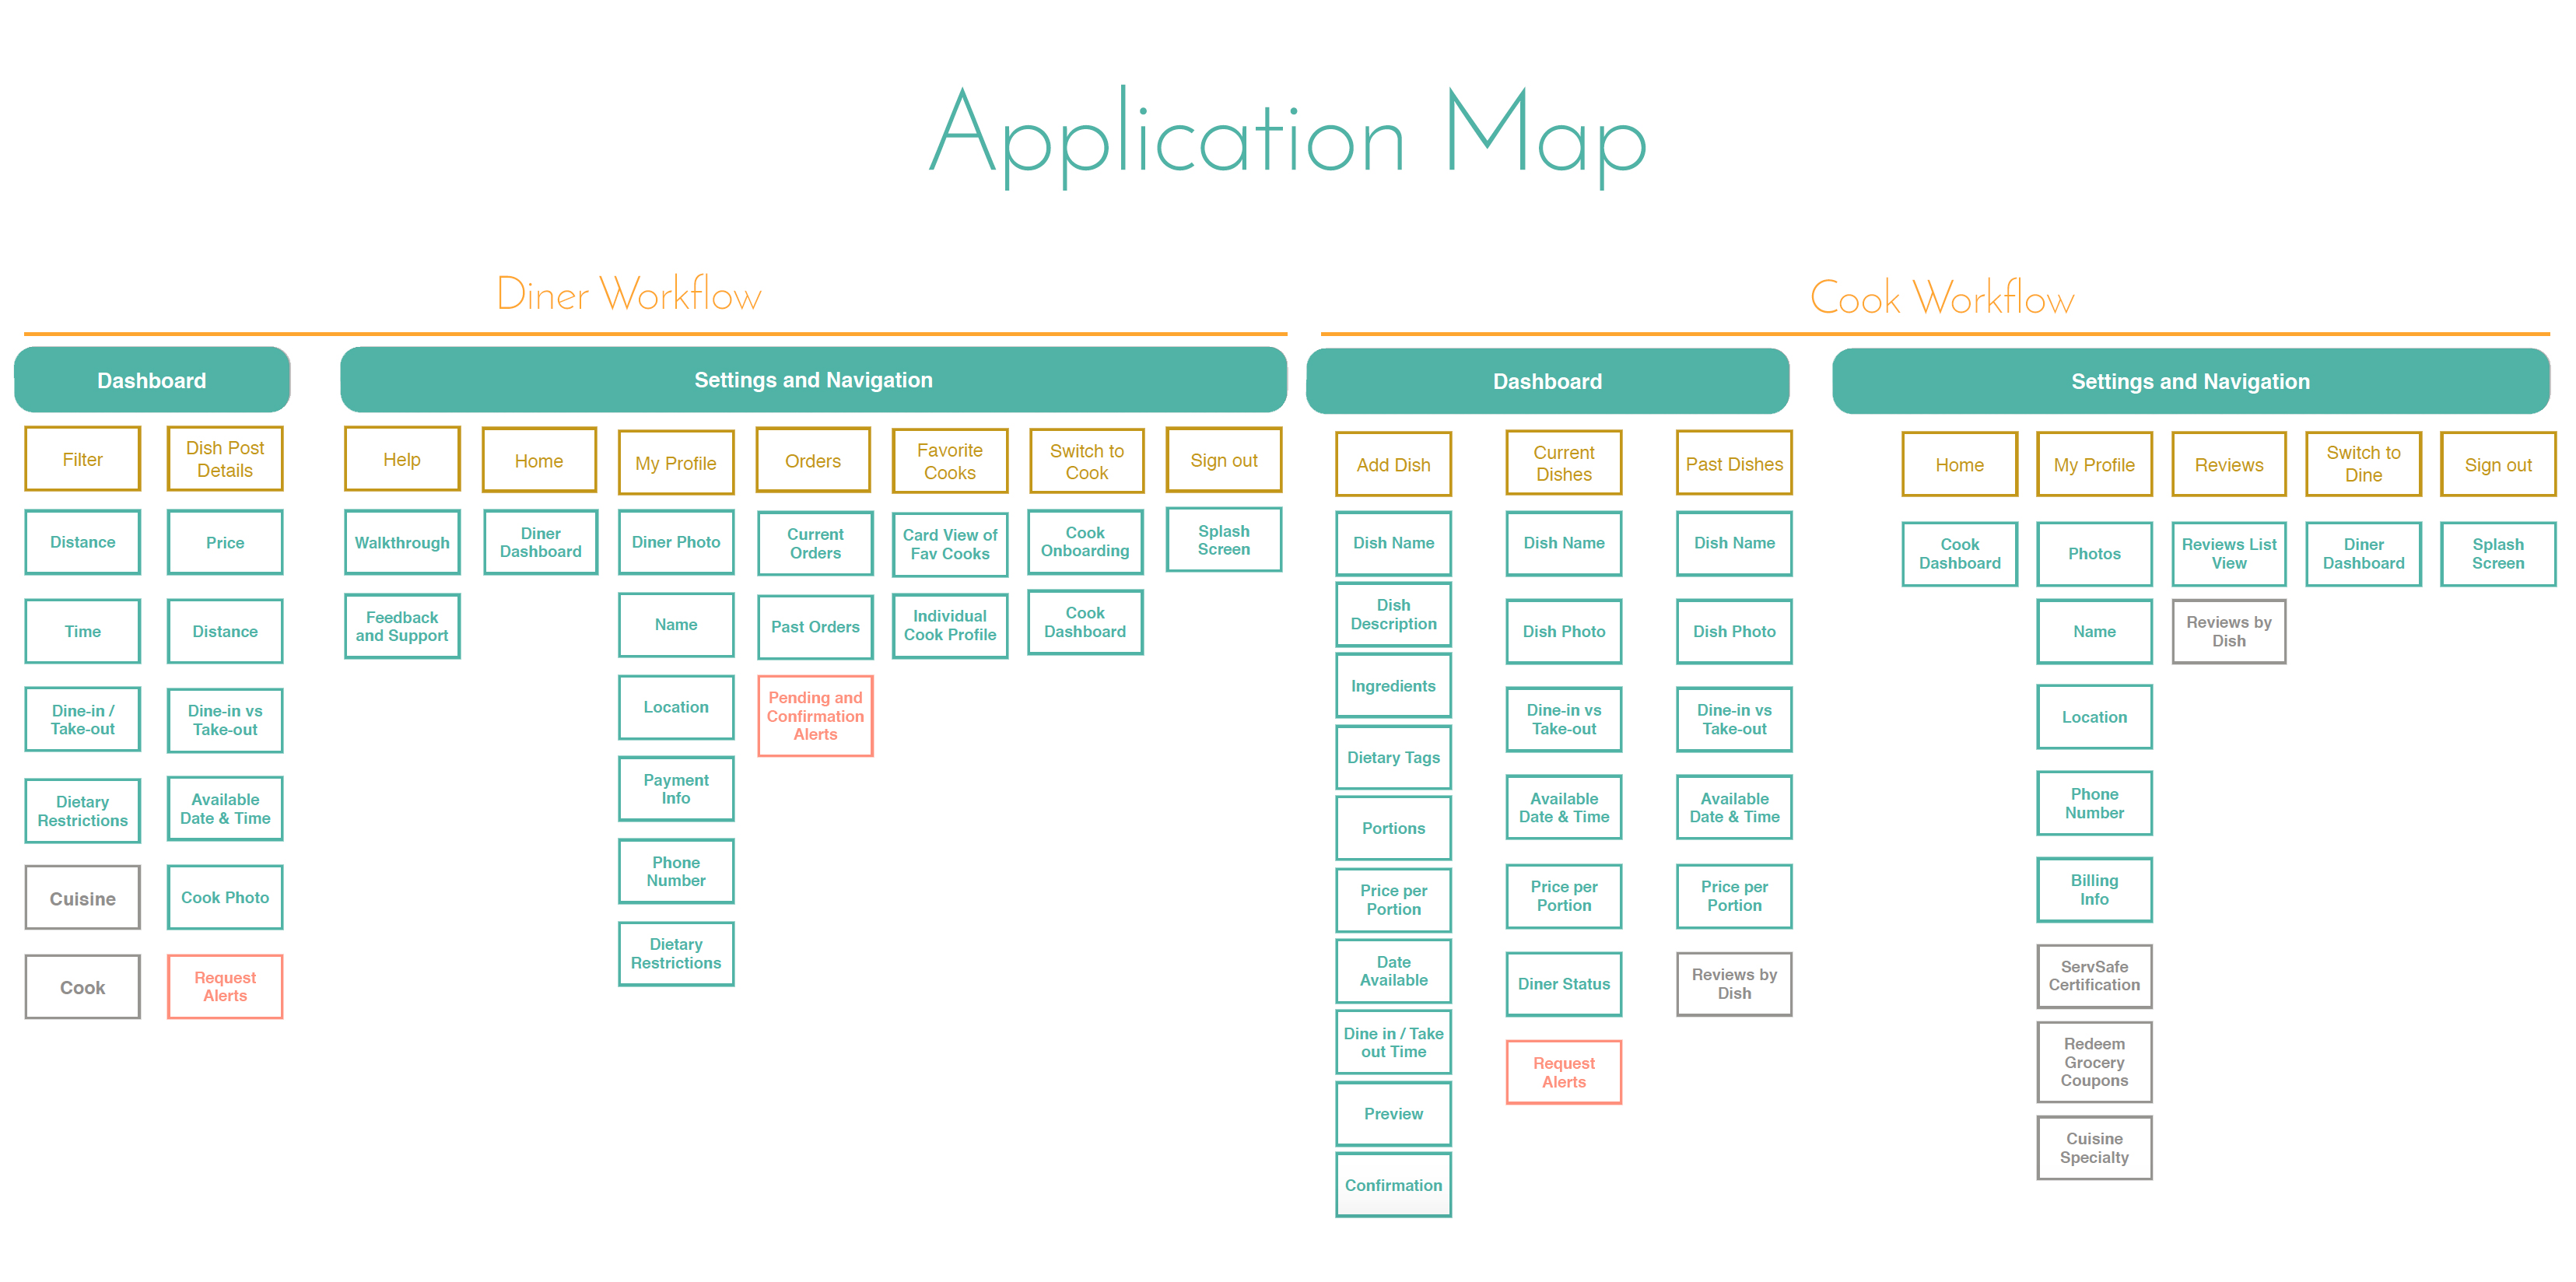 Application Map
Diner Workflow
Dashboard
Filter
Distance
Time
Dine-in /
Take-out
Dietary
Restrictions
Cuisine
Cook
Dish Post
Details
Price
Distance
Dine-in vs
Take-out
Available
Date & Time
Cook Photo
Request
Alerts
Settings and Navigation
Help
Walkthrough
Feedback
and Support
Home
Diner
Dashboard
My Profile
Diner Photo
Name
Location
Payment
Info
Phone
Number
Dietary
Restrictions
Orders
Current
Orders
Past Orders
Pending and
Confirmation
Alerts
Favorite
Cooks
Card View of
Fav Cooks
Individual
Cook Profile
Switch to
Cook
Cook
Onboarding
Cook
Dashboard
Sign out
Splash
Screen
Cook Workflow
Dashboard
Add Dish
Dish Name
Dish
Description
Ingredients
Dietary Tags
Portions
Price per
Portion
Date
Available
Dine in / Take
out Time
Preview
Confirmation
Current
Dishes
Dish Name
Dish Photo
Dine-in vs
Take-out
Available
Date & Time
Price per
Portion
Diner Status
Request
Alerts
Past Dishes
Dish Name
Dish Photo
Dine-in vs
Take-out
Available
Date & Time
Price per
Portion
Reviews by
Dish
Settings and Navigation
Home
Cook
Dashboard
My Profile
Photos
Name
Location
Phone
Number
Billing
Info
ServSafe
Certification
Redeem
Grocery
Coupons
Cuisine
Specialty
Reviews
Reviews List
View
Reviews by
Dish
Switch to
Dine
Diner
Dashboard
Sign out
Splash
Screen